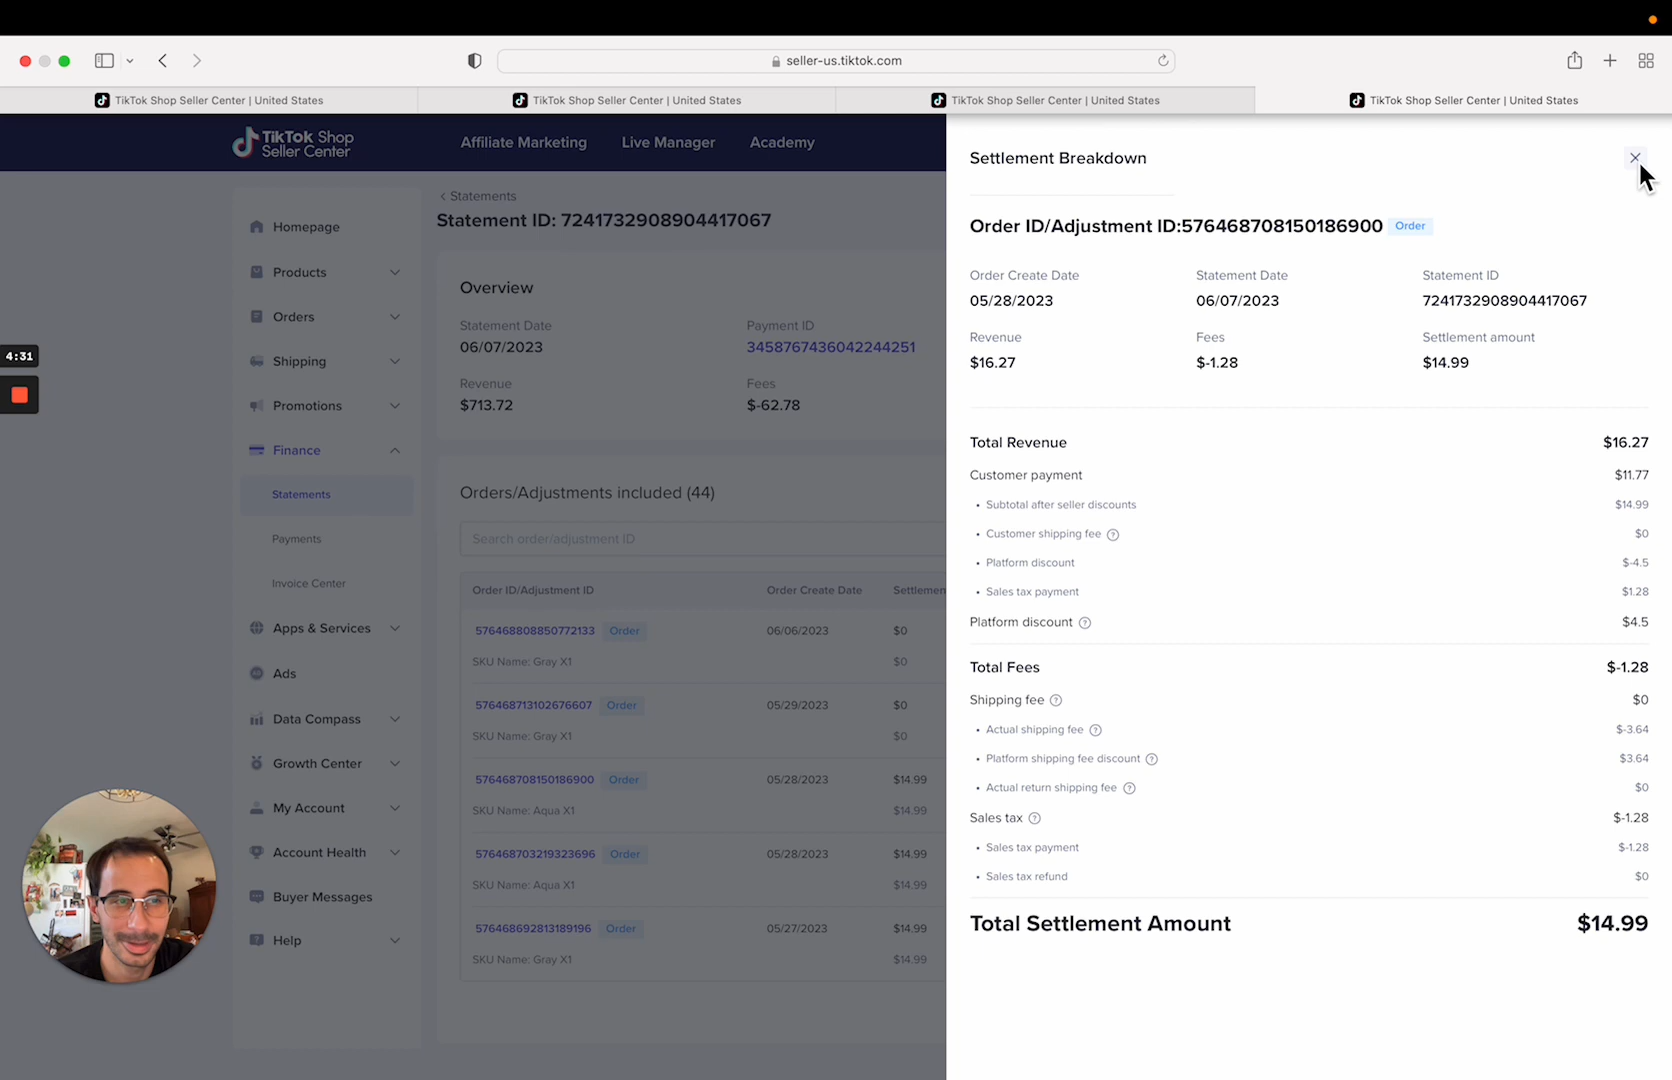 seller-us.tiktok.com
TikTok Shop Seller Center | United States
TikTok Shop Seller Center | United States
TikTok Shop Seller Center | United States
TikTok Shop Seller Center | United States
TikTok Shop
Seller Center
Affiliate Marketing
Live Manager
Academy
4:31
Homepage
Products
Orders
Shipping
Promotions
Finance
Statements
Payments
Invoice Center
Apps & Services
Ads
Data Compass
Growth Center
My Account
Account Health
Buyer Messages
Help
< Statements
Statement ID: 7241732908904417067
Overview
Statement Date
06/07/2023
Payment ID
3458767436042244251
Revenue
$713.72
Fees
$-62.78
Orders/Adjustments included (44)
Search order/adjustment ID
Order ID/Adjustment ID Order Create Date Settlemen
576468808850772133 Order 06/06/2023 $0
SKU Name: Gray X1 $0
576468713102676607 Order 05/29/2023 $0
SKU Name: Gray X1 $0
576468708150186900 Order 05/28/2023 $14.99
SKU Name: Aqua X1 $14.99
576468703219323696 Order 05/28/2023 $14.99
SKU Name: Aqua X1 $14.99
576468692813189196 Order 05/27/2023 $14.99
SKU Name: Gray X1 $14.99
Settlement Breakdown
Order ID/Adjustment ID:576468708150186900 Order
Order Create Date Statement Date Statement ID
05/28/2023 06/07/2023 7241732908904417067
Revenue Fees Settlement amount
$16.27 $-1.28 $14.99
Total Revenue $16.27
Customer payment $11.77
• Subtotal after seller discounts $14.99
• Customer shipping fee ? $0
• Platform discount $-4.5
• Sales tax payment $1.28
Platform discount ? $4.5
Total Fees $-1.28
Shipping fee ? $0
• Actual shipping fee ? $-3.64
• Platform shipping fee discount ? $3.64
• Actual return shipping fee ? $0
Sales tax ? $-1.28
• Sales tax payment $-1.28
• Sales tax refund $0
Total Settlement Amount $14.99